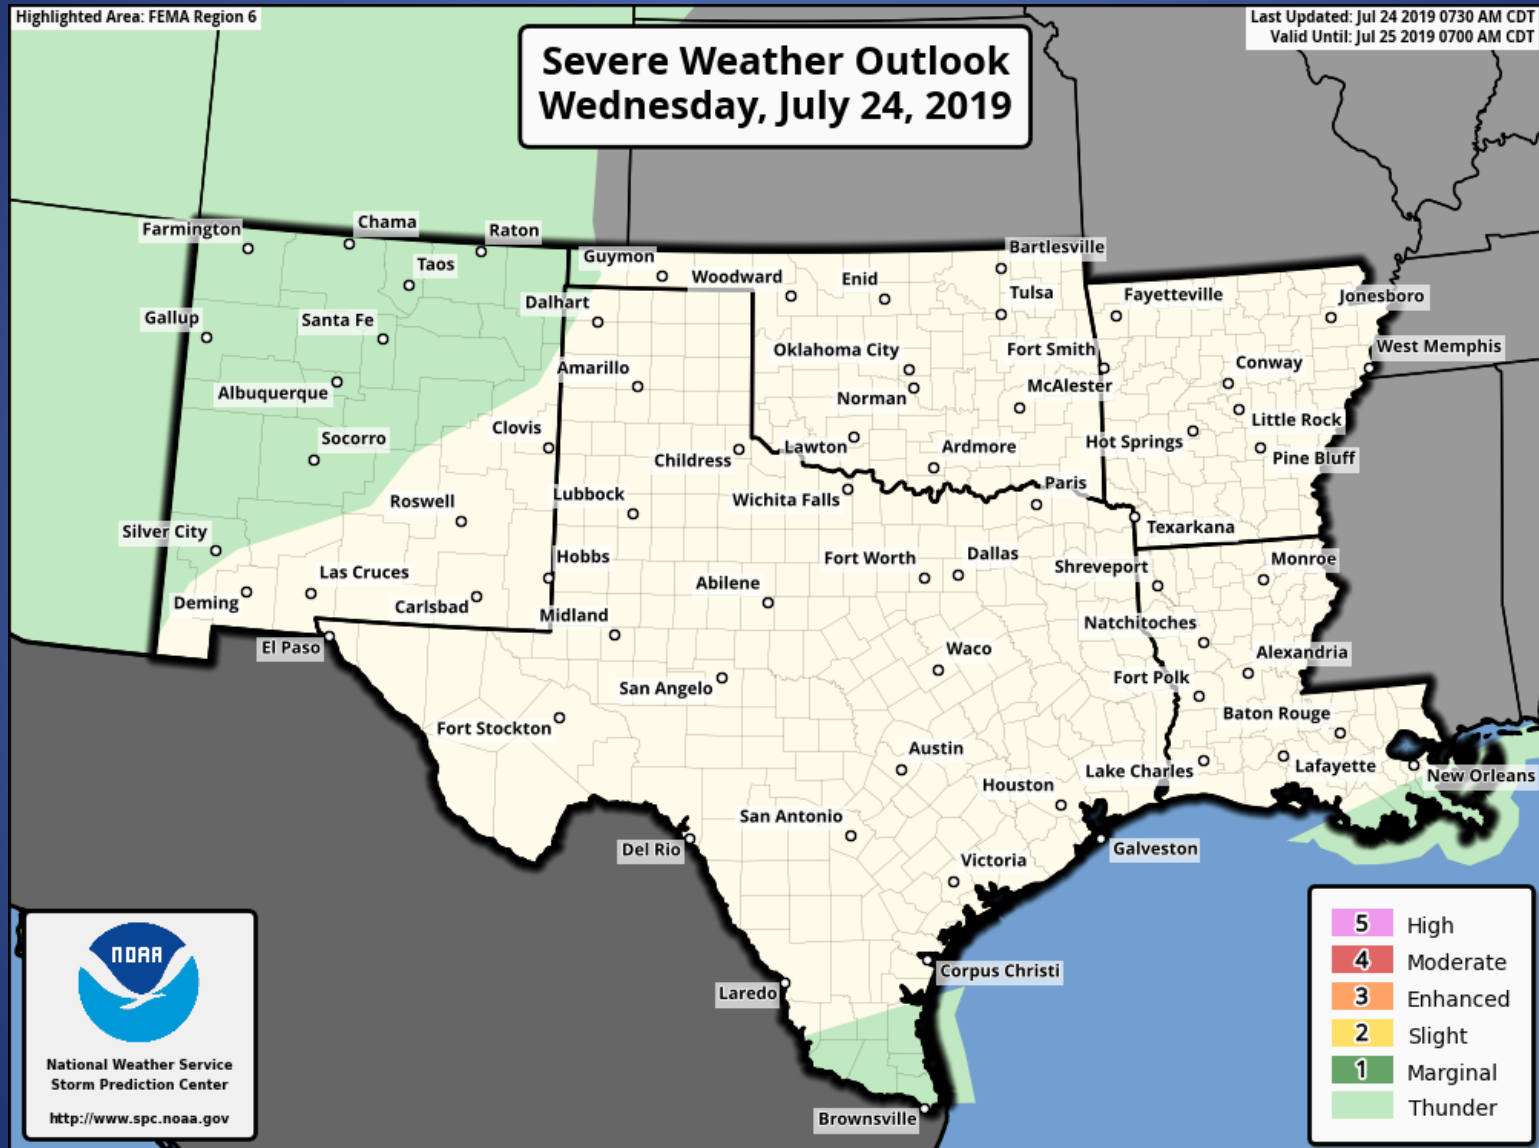 Highlighted Area: FEMA Region 6
Last Updated: Jul 24 2019 0730 AM CDT
Valid Until: Jul 25 2019 0700 AM CDT
Severe Weather Outlook
Wednesday, July 24, 2019
Farmington
Chama
Raton
Taos
Guymon
Woodward
Enid
Bartlesville
Tulsa
Fayetteville
Jonesboro
Dalhart
Gallup
Santa Fe
Oklahoma City
Fort Smith
West Memphis
Conway
Amarillo
Albuquerque
Norman
McAlester
Little Rock
Socorro
Clovis
Childress
Lawton
Ardmore
Hot Springs
Pine Bluff
Roswell
Lubbock
Wichita Falls
Paris
Silver City
Texarkana
Las Cruces
Hobbs
Fort Worth
Dallas
Shreveport
Monroe
Abilene
Deming
Carlsbad
Midland
Natchitoches
El Paso
Waco
Alexandria
San Angelo
Fort Polk
Fort Stockton
Baton Rouge
Austin
Lake Charles
Lafayette
New Orleans
Houston
San Antonio
Del Rio
Galveston
Victoria
Corpus Christi
Laredo
Brownsville
NOAA
National Weather Service
Storm Prediction Center
http://www.spc.noaa.gov
5 High
4 Moderate
3 Enhanced
2 Slight
1 Marginal
Thunder